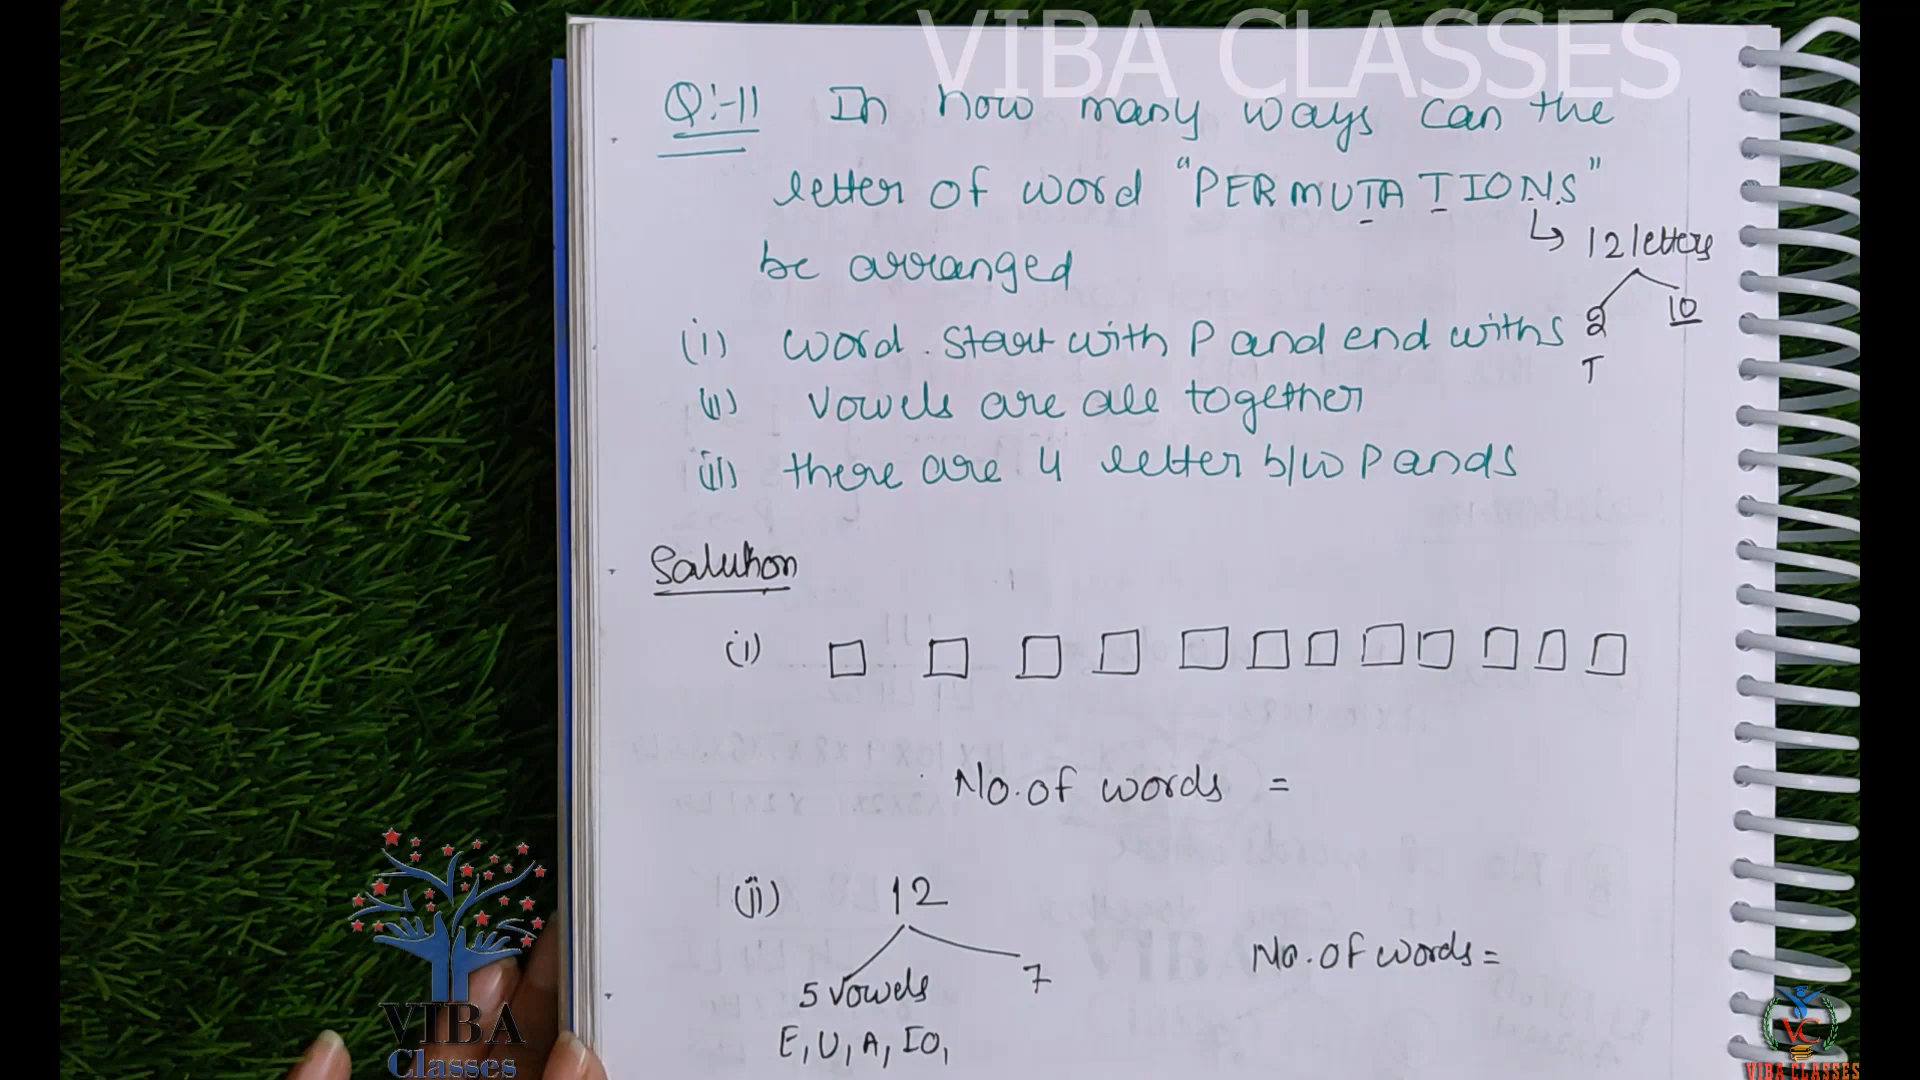 VIBA CLASSES
Q:-11 In how many ways can the
letter of word "PERMUTATIONS"
↳ 12 letters
be arranged
2 10
T
(i) word. Start with P and end with s
(ii) vowels are all together
(iii) there are 4 letter b/w P and s
Solution
(i)
No. of words =
(ii) 12
5 vowels 7
No. of words =
E, U, A, I O,
VIBA
Classes
VC
VIBA CLASSES